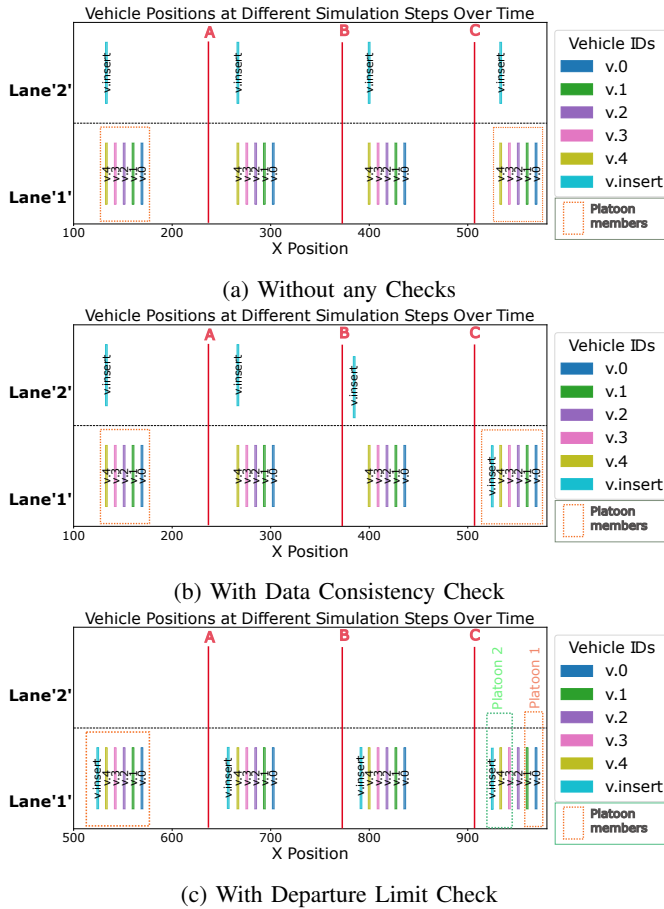 Vehicle Positions at Different Simulation Steps Over Time
A B C
Lane'2'
v.insert v.insert v.insert v.insert
Lane'1'
v.4 v.3 v.2 v.1 v.0 v.4 v.3 v.2 v.1 v.0 v.4 v.3 v.2 v.1 v.0 v.4 v.3 v.2 v.1 v.0
100 200 300 400 500
X Position
Vehicle IDs
v.0
v.1
v.2
v.3
v.4
v.insert
Platoon
members
(a) Without any Checks
Vehicle Positions at Different Simulation Steps Over Time
A B C
Lane'2'
v.insert v.insert v.insert
Lane'1'
v.4 v.3 v.2 v.1 v.0 v.4 v.3 v.2 v.1 v.0 v.4 v.3 v.2 v.1 v.0 v.insert v.4 v.3 v.2 v.1 v.0
100 200 300 400 500
X Position
Vehicle IDs
v.0
v.1
v.2
v.3
v.4
v.insert
Platoon
members
(b) With Data Consistency Check
Vehicle Positions at Different Simulation Steps Over Time
A B C
Lane'2'
Platoon 2 Platoon 1
Lane'1'
v.insert v.4 v.3 v.2 v.1 v.0 v.insert v.4 v.3 v.2 v.1 v.0 v.insert v.4 v.3 v.2 v.1 v.0 v.insert v.4 v.3 v.2 v.1 v.0
500 600 700 800 900
X Position
Vehicle IDs
v.0
v.1
v.2
v.3
v.4
v.insert
Platoon
members
(c) With Departure Limit Check